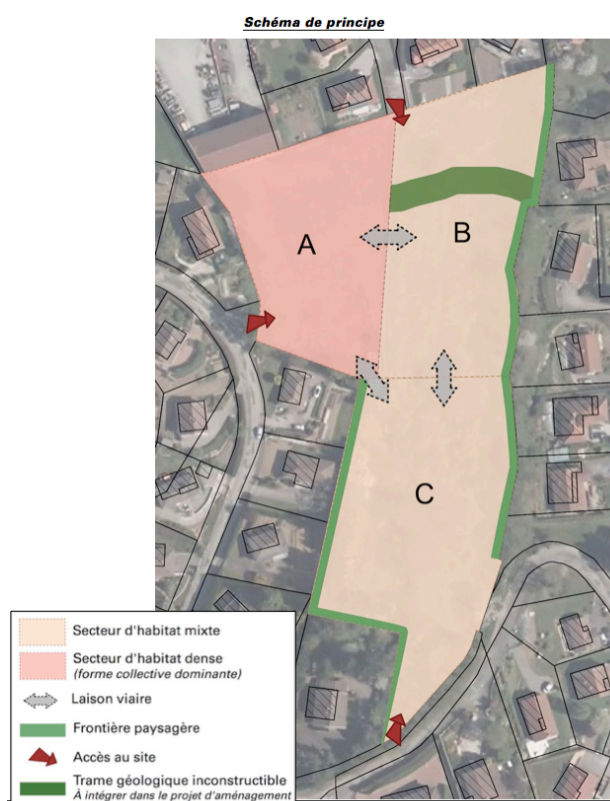 Schéma de principe
A
B
C
Secteur d'habitat mixte
Secteur d'habitat dense
(forme collective dominante)
Laison viaire
Frontière paysagère
Accès au site
Trame géologique inconstructible
À intégrer dans le projet d'aménagement